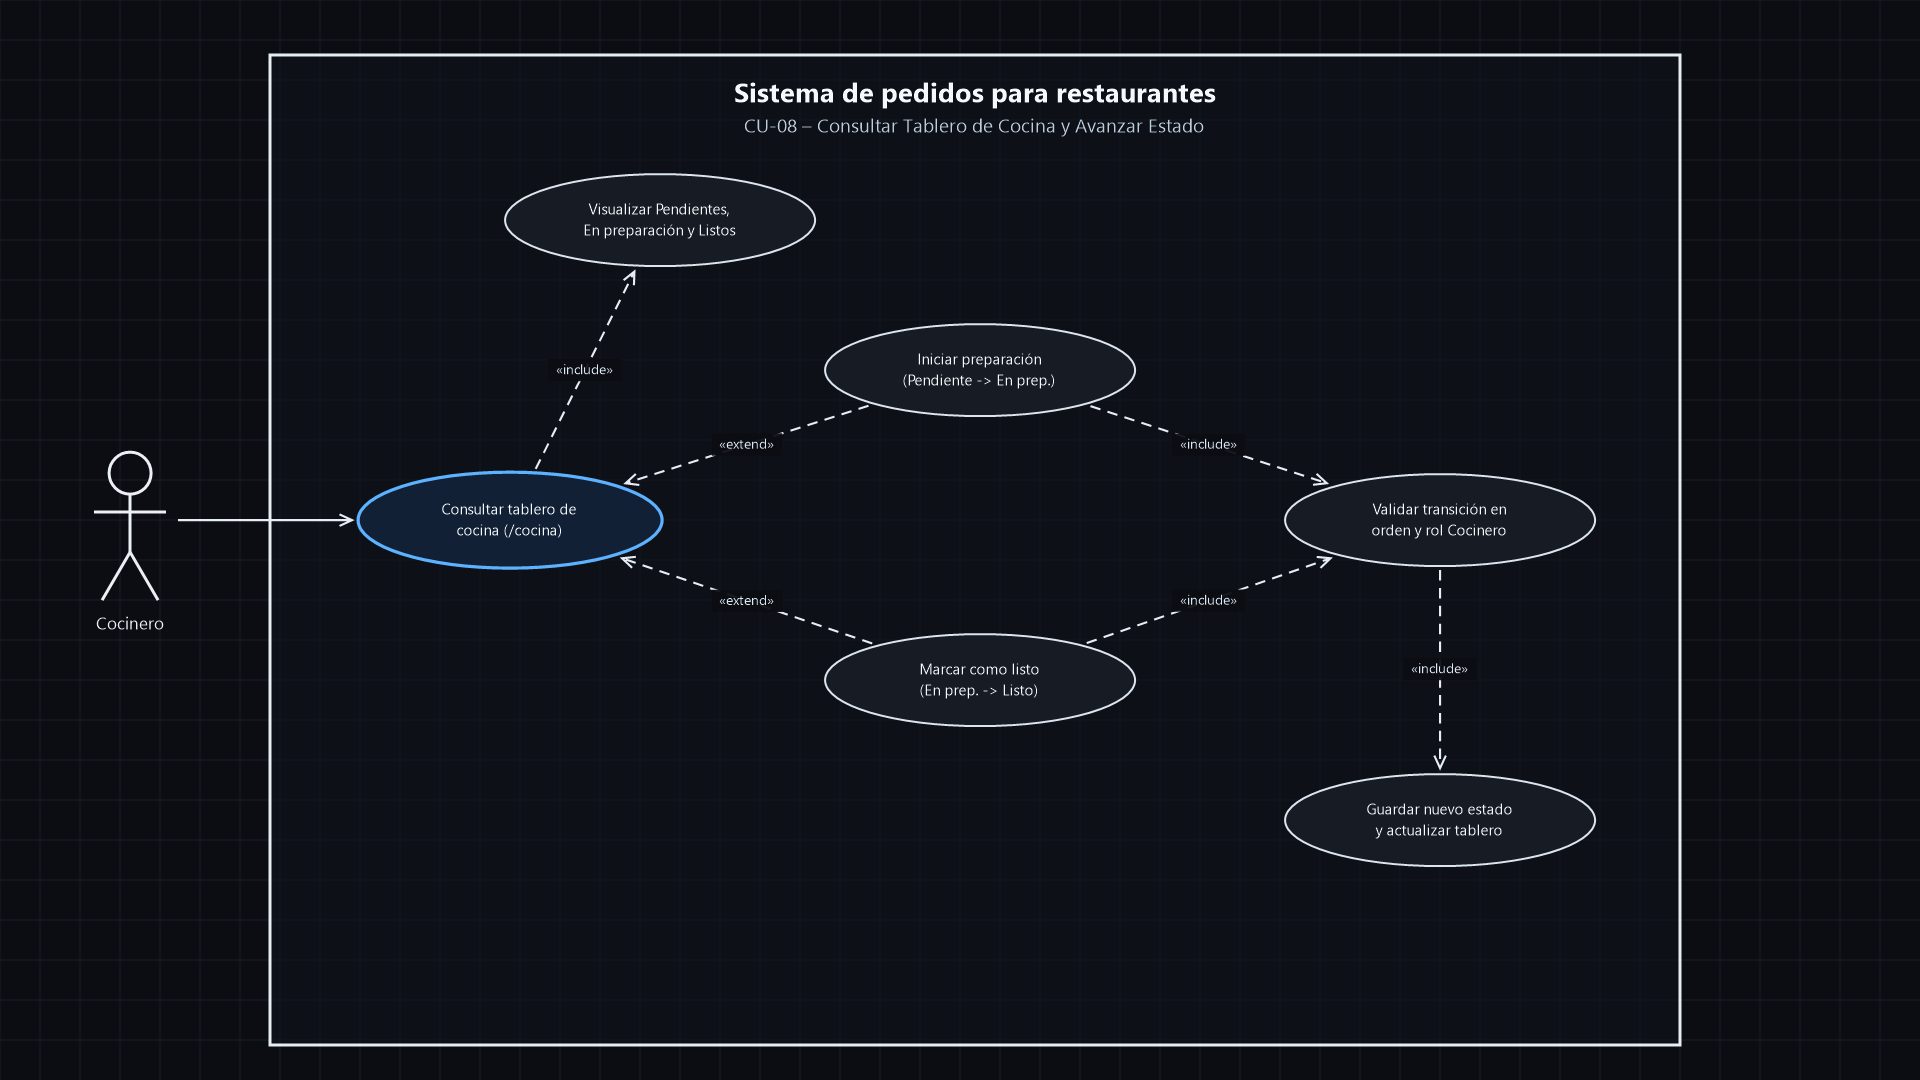 Sistema de pedidos para restaurantes
CU-08 – Consultar Tablero de Cocina y Avanzar Estado
Visualizar Pendientes,
En preparación y Listos
«include»
Iniciar preparación
(Pendiente -> En prep.)
«extend»
«include»
Consultar tablero de
cocina (/cocina)
Validar transición en
orden y rol Cocinero
Cocinero
«extend»
«include»
Marcar como listo
(En prep. -> Listo)
«include»
Guardar nuevo estado
y actualizar tablero